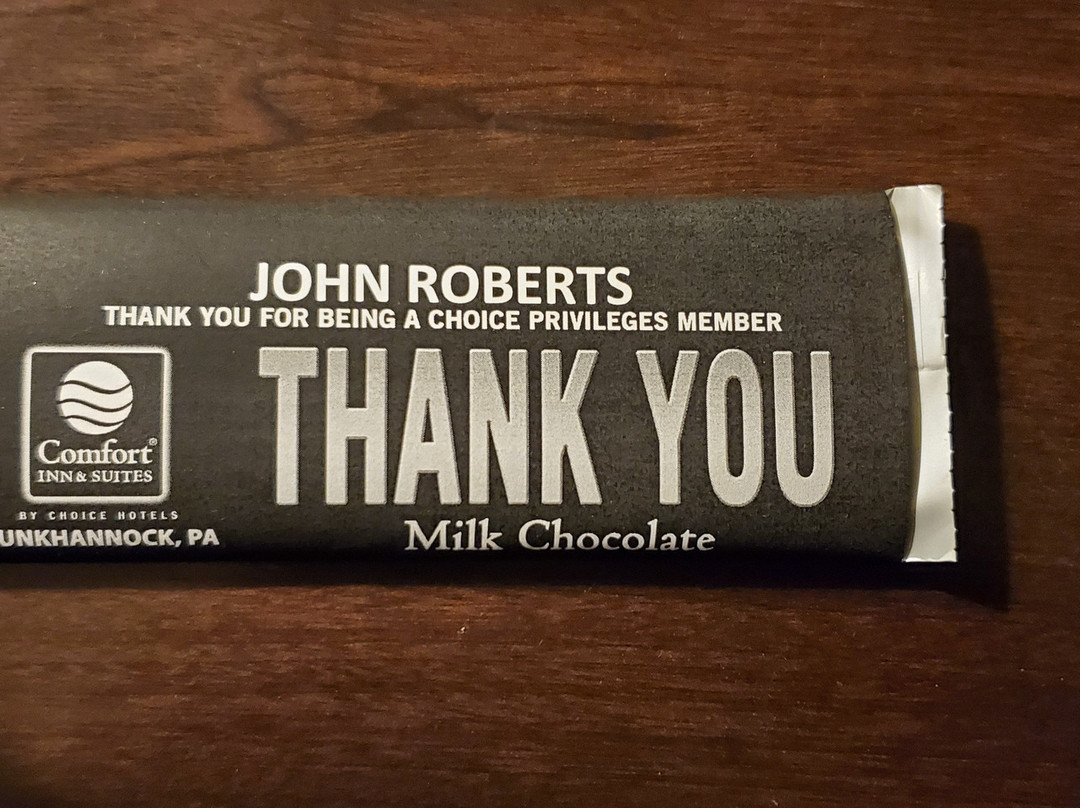 JOHN ROBERTS
THANK YOU FOR BEING A CHOICE PRIVILEGES MEMBER
THANK YOU
Milk Chocolate
Comfort®
INN & SUITES
BY CHOICE HOTELS
UNKHANNOCK, PA